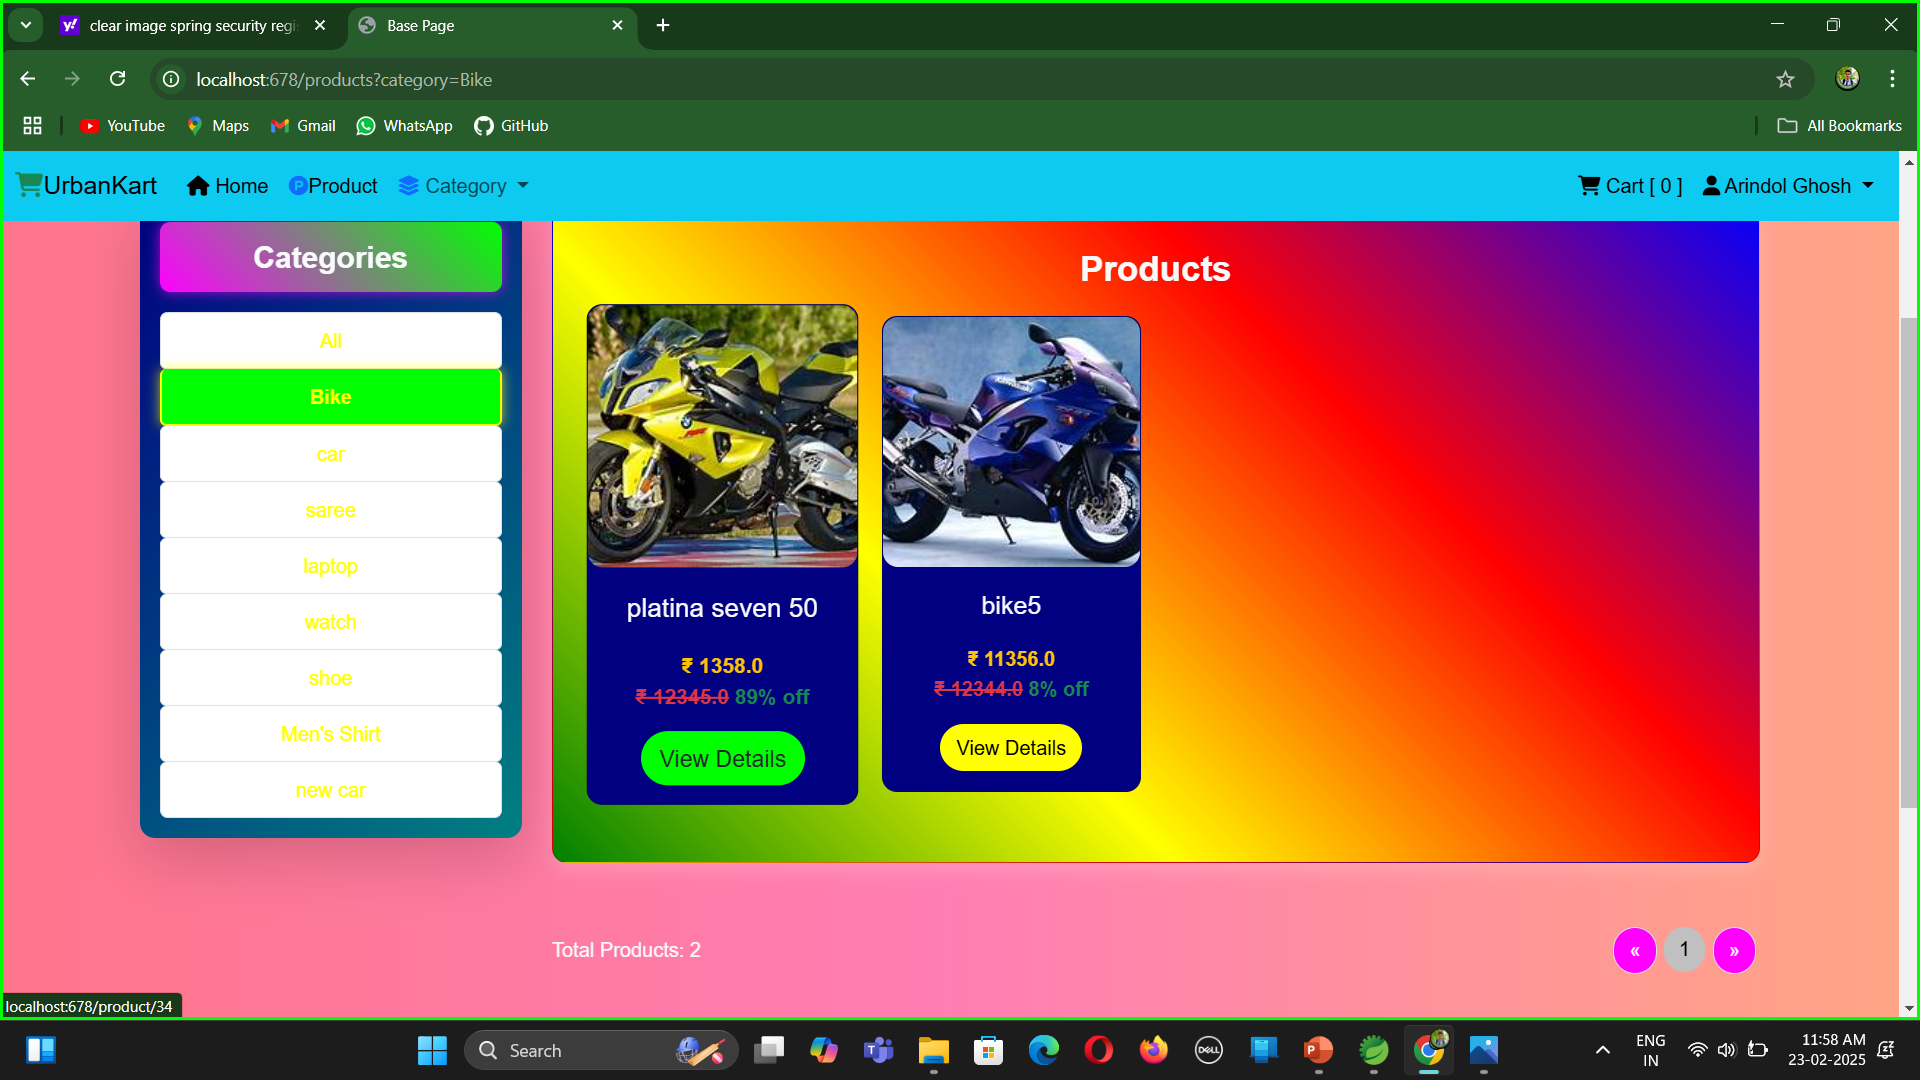 clear image spring security regi
Base Page
localhost:678/products?category=Bike
YouTube
Maps
Gmail
WhatsApp
GitHub
All Bookmarks
UrbanKart
Home
Product
Category
Cart [ 0 ]
Arindol Ghosh
Categories
All
Bike
car
saree
laptop
watch
shoe
Men's Shirt
new car
Products
platina seven 50
₹ 1358.0
₹ 12345.0 89% off
View Details
bike5
₹ 11356.0
₹ 12344.0 8% off
View Details
Total Products: 2
« 1 »
localhost:678/product/34
Search
ENG
IN
11:58 AM
23-02-2025